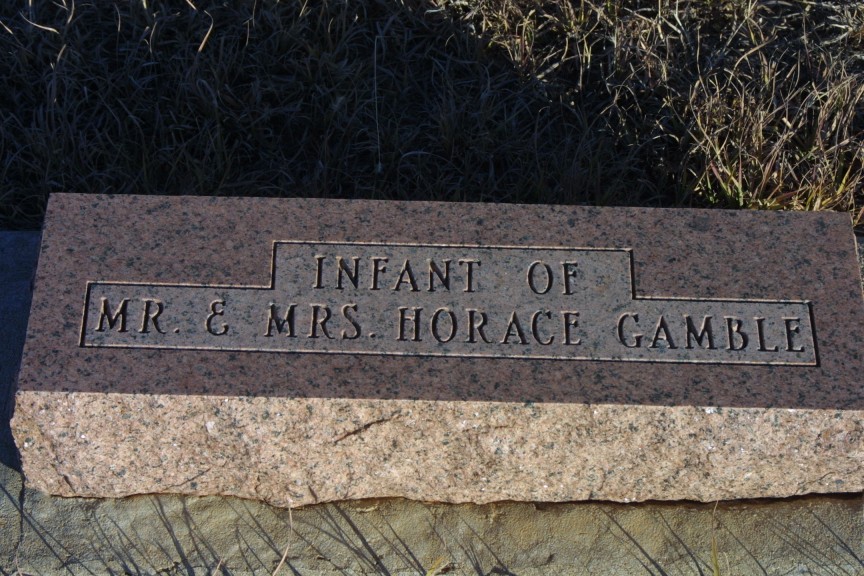 INFANT OF
MR. & MRS. HORACE GAMBLE